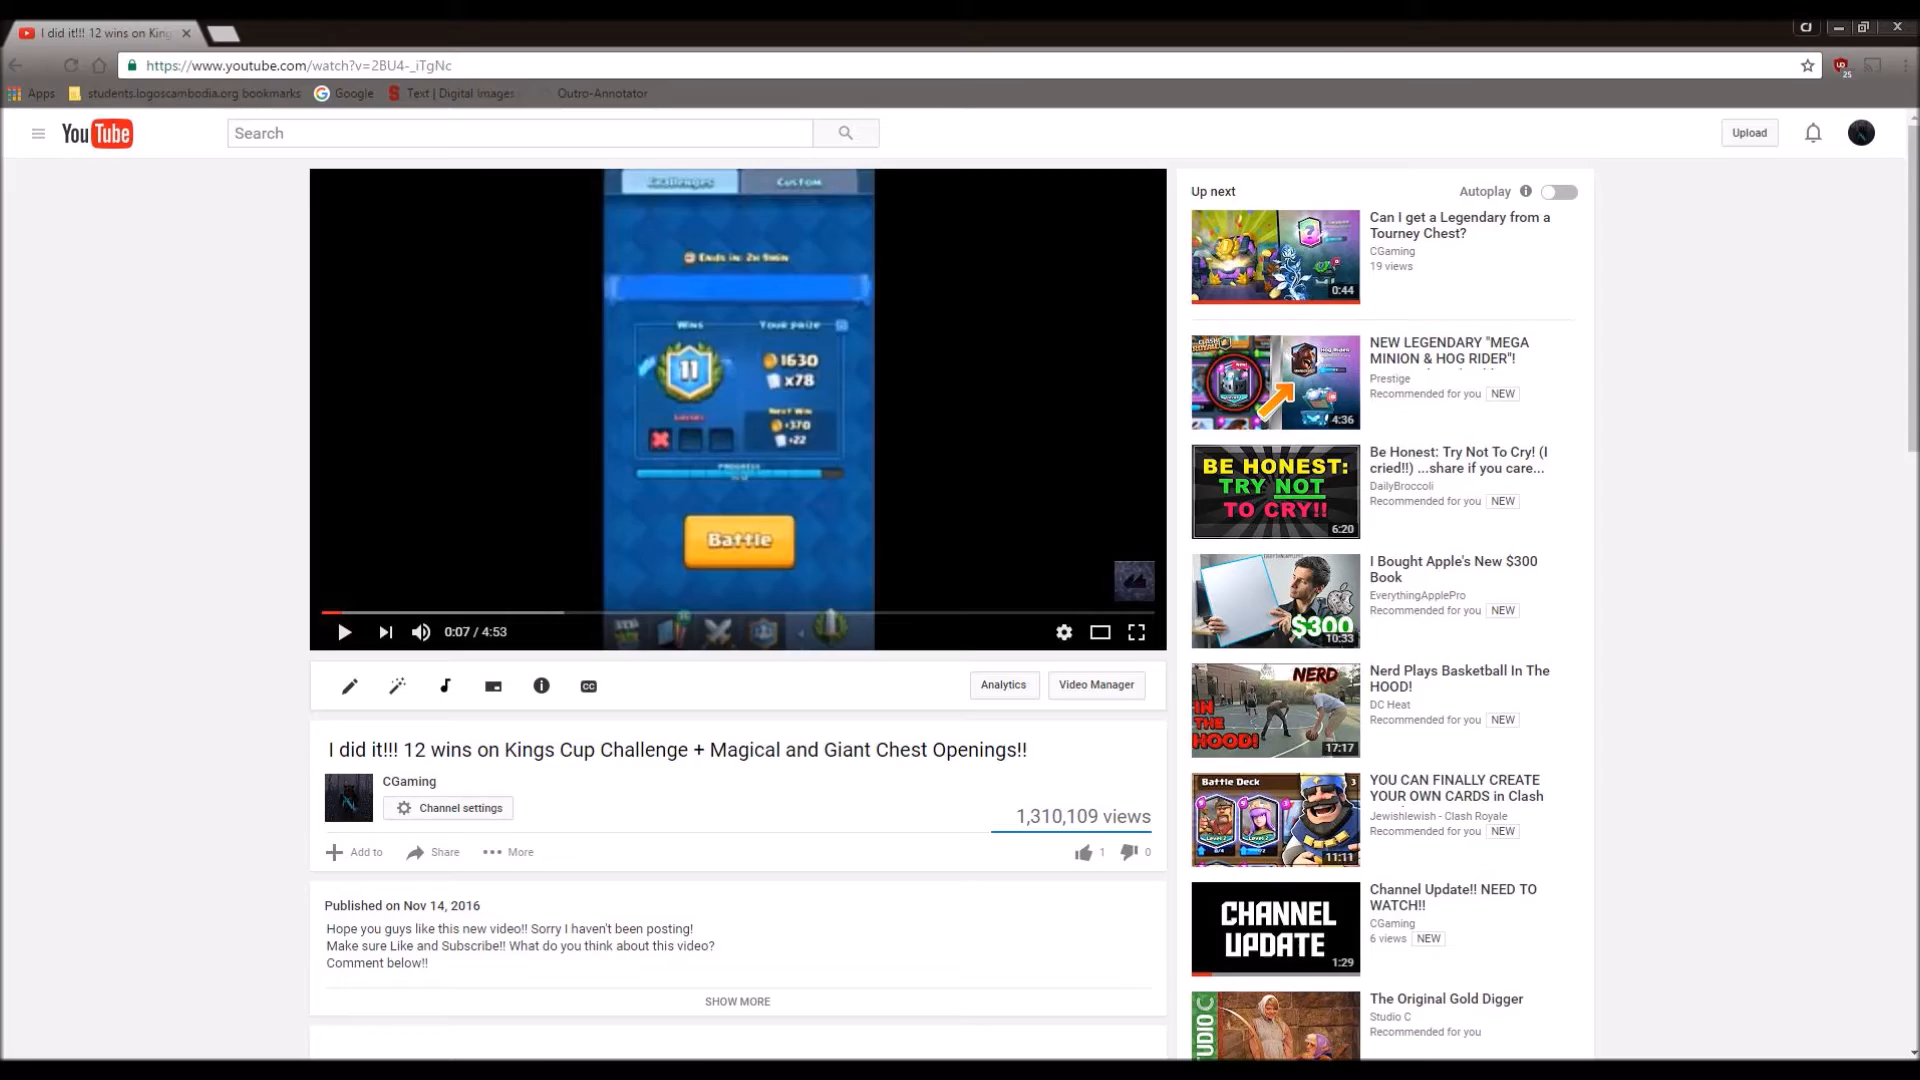 I did it!!! 12 wins on King
CJ
https://www.youtube.com/watch?v=2BU4-_iTgNc
25
Apps
students.logoscambodia.org bookmarks
Google
Text | Digital Images
Outro-Annotator
YouTube
Search
Upload
Challenges
Custom
Ends in: 2h 9min
Wins
Your prize
11
1630
x78
Losses
Next Win
+370
+22
Progress
Battle
0:07 / 4:53
CC
Analytics
Video Manager
I did it!!! 12 wins on Kings Cup Challenge + Magical and Giant Chest Openings!!
CGaming
Channel settings
1,310,109 views
Add to
Share
More
1
0
Published on Nov 14, 2016
Hope you guys like this new video!! Sorry I haven't been posting!
Make sure Like and Subscribe!! What do you think about this video?
Comment below!!
SHOW MORE
Up next
Autoplay
0:44
Can I get a Legendary from a
Tourney Chest?
CGaming
19 views
4:36
NEW LEGENDARY "MEGA
MINION & HOG RIDER"!
Prestige
Recommended for you NEW
BE HONEST:
TRY NOT
TO CRY!!
6:20
Be Honest: Try Not To Cry! (I
cried!!) ...share if you care...
DailyBroccoli
Recommended for you NEW
$300
10:33
I Bought Apple's New $300
Book
EverythingApplePro
Recommended for you NEW
NERD
IN
THE
HOOD!
17:17
Nerd Plays Basketball In The
HOOD!
DC Heat
Recommended for you NEW
Battle Deck
3
11:11
YOU CAN FINALLY CREATE
YOUR OWN CARDS in Clash
Jewishlewish - Clash Royale
Recommended for you NEW
CHANNEL
UPDATE
1:29
Channel Update!! NEED TO
WATCH!!
CGaming
6 views NEW
TUDIO C
The Original Gold Digger
Studio C
Recommended for you